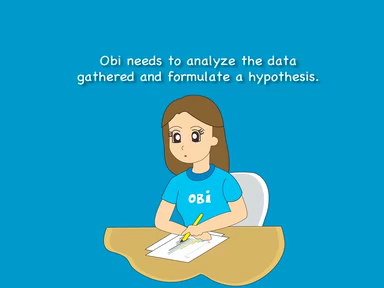 Obi needs to analyze the data
gathered and formulate a hypothesis.
OBi